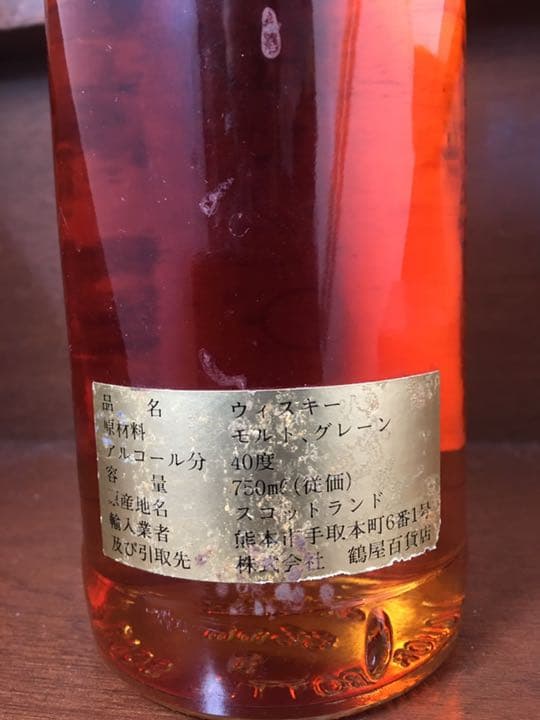 品　名　ウィスキー
原材料　モルト、グレーン
アルコール分　40度
容　量　750mℓ(従価)
産地名　スコットランド
輸入業者　熊本市手取本町6番1号
及び引取先　株式会社　鶴屋百貨店